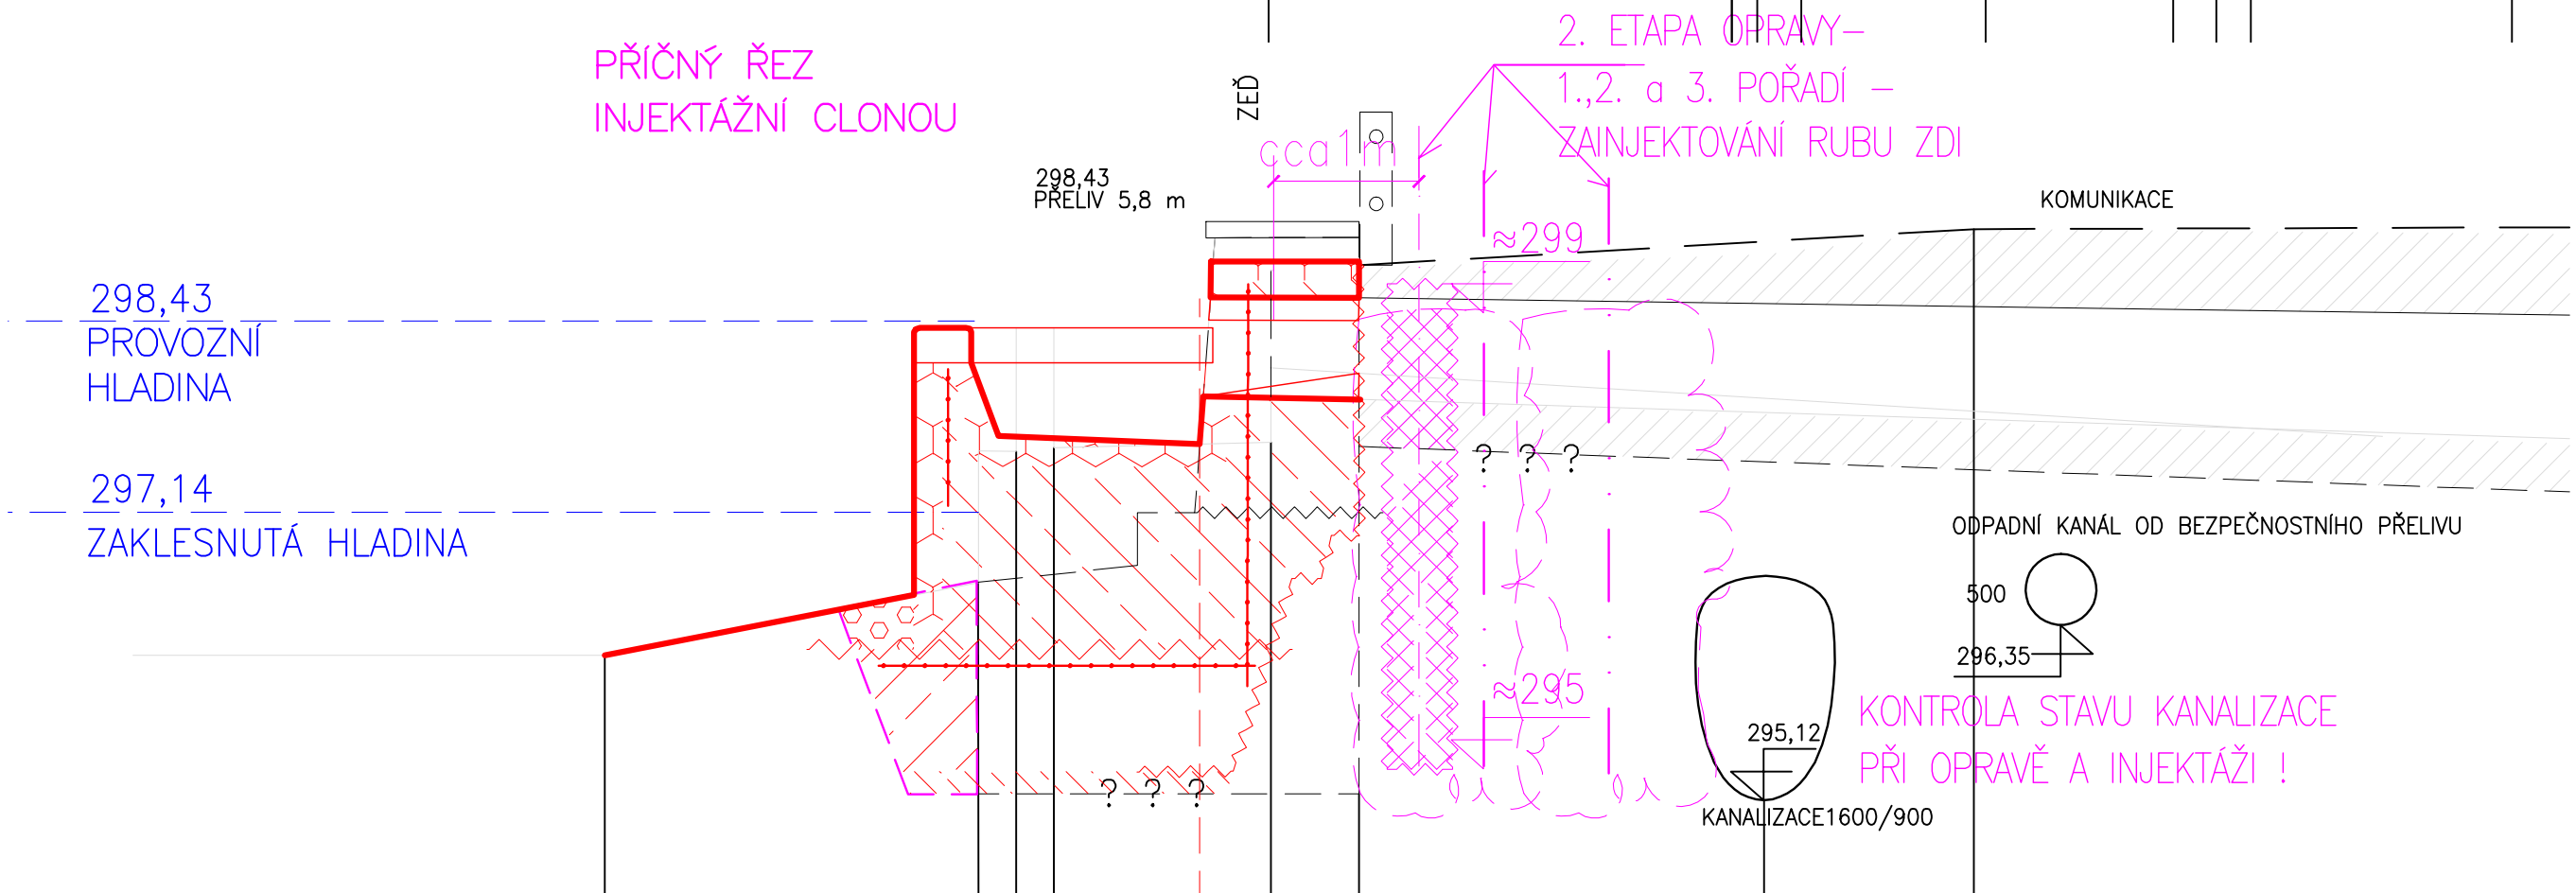 PŘÍČNÝ ŘEZ
INJEKTÁŽNÍ CLONOU
ZEĎ
2. ETAPA OPRAVY–
1.,2. a 3. POŘADÍ –
ZAINJEKTOVÁNÍ RUBU ZDI
cca1m
298,43
PŘELIV 5,8 m
KOMUNIKACE
≈299
298,43
PROVOZNÍ
HLADINA
? ? ?
297,14
ZAKLESNUTÁ HLADINA
ODPADNÍ KANÁL OD BEZPEČNOSTNÍHO PŘELIVU
500
296,35
≈295
KONTROLA STAVU KANALIZACE
PŘI OPRAVĚ A INJEKTÁŽI !
295,12
? ? ?
KANALIZACE1600/900